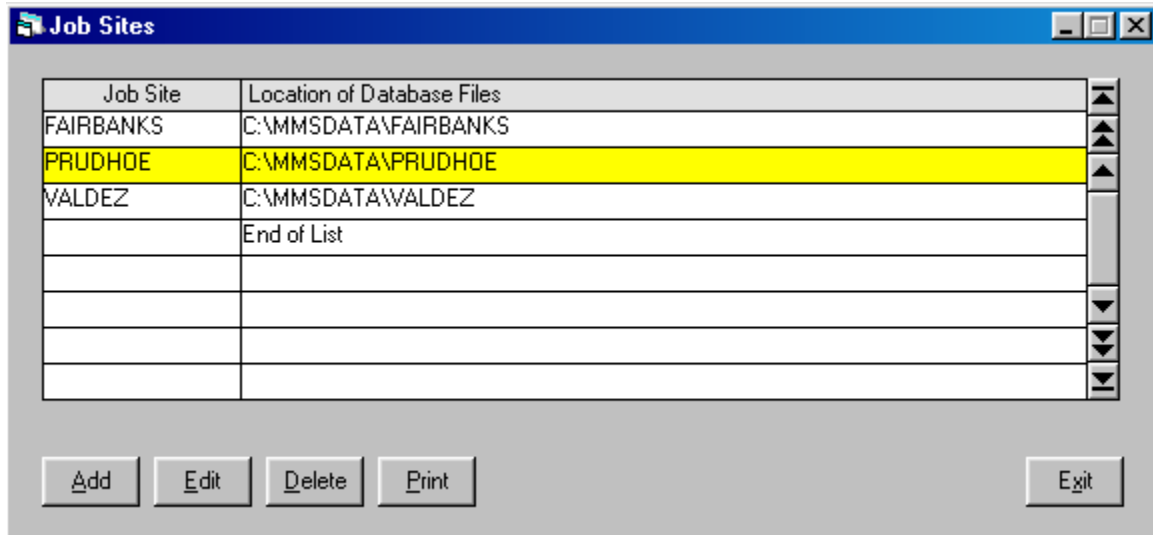 Job Sites
Job Site Location of Database Files
FAIRBANKS C:\MMSDATA\FAIRBANKS
PRUDHOE C:\MMSDATA\PRUDHOE
VALDEZ C:\MMSDATA\VALDEZ
End of List
Add Edit Delete Print Exit